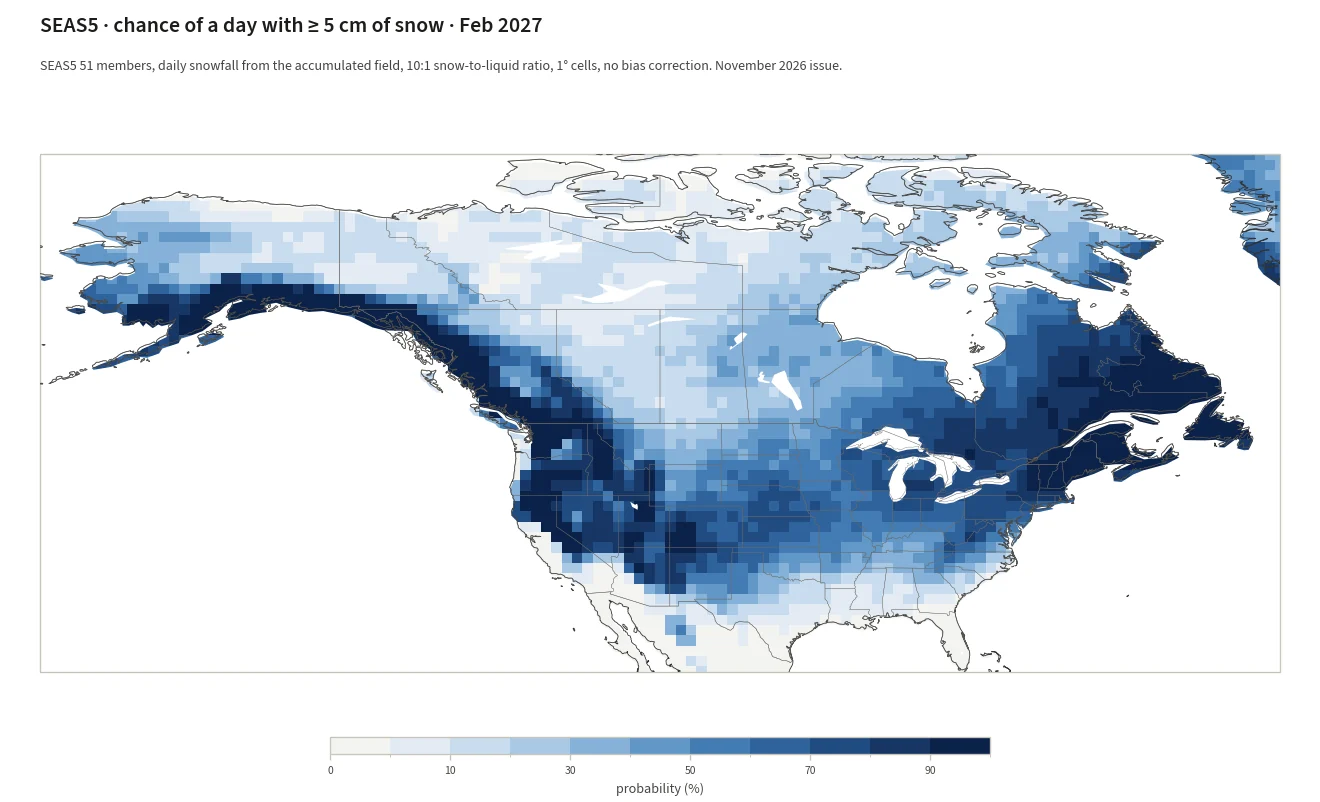 SEAS5 · chance of a day with ≥ 5 cm of snow · Feb 2027
SEAS5 51 members, daily snowfall from the accumulated field, 10:1 snow-to-liquid ratio, 1° cells, no bias correction. November 2026 issue.
0 10 30 50 70 90
probability (%)